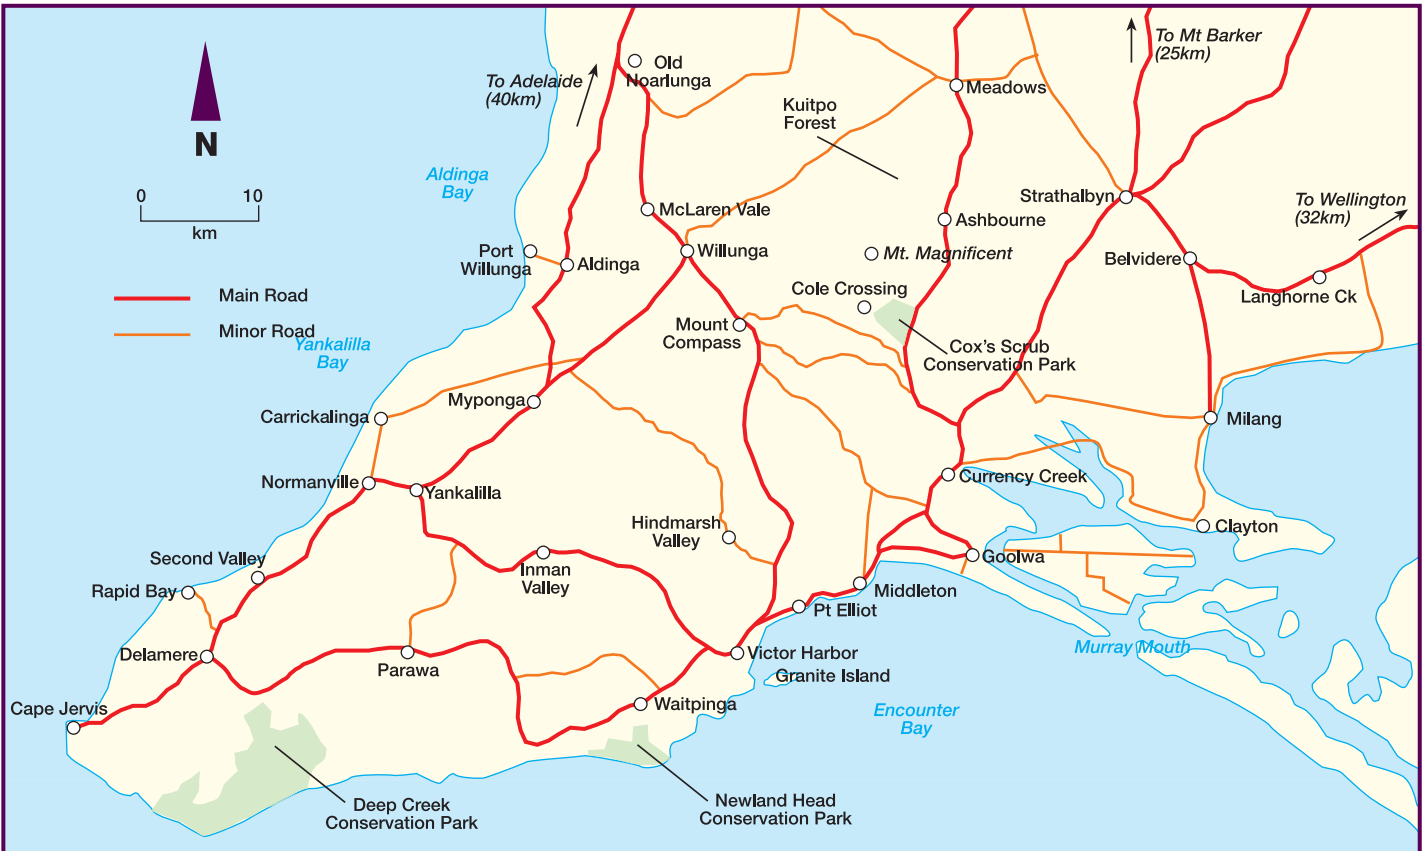 To Adelaide
(40km)
Old
Noarlunga
To Mt Barker
(25km)
Meadows
Kuitpo
Forest
N
Aldinga
Bay
0 10
km
McLaren Vale
Strathalbyn
To Wellington
(32km)
Ashbourne
Port
Willunga
Aldinga
Willunga
Mt. Magnificent
Belvidere
Langhorne Ck
Cole Crossing
Main Road
Minor Road
Yankalilla
Bay
Mount
Compass
Cox's Scrub
Conservation Park
Myponga
Carrickalinga
Milang
Normanville
Yankalilla
Currency Creek
Hindmarsh
Valley
Clayton
Second Valley
Inman
Valley
Goolwa
Rapid Bay
Middleton
Pt Elliot
Delamere
Parawa
Victor Harbor
Murray Mouth
Granite Island
Cape Jervis
Waitpinga
Encounter
Bay
Deep Creek
Conservation Park
Newland Head
Conservation Park